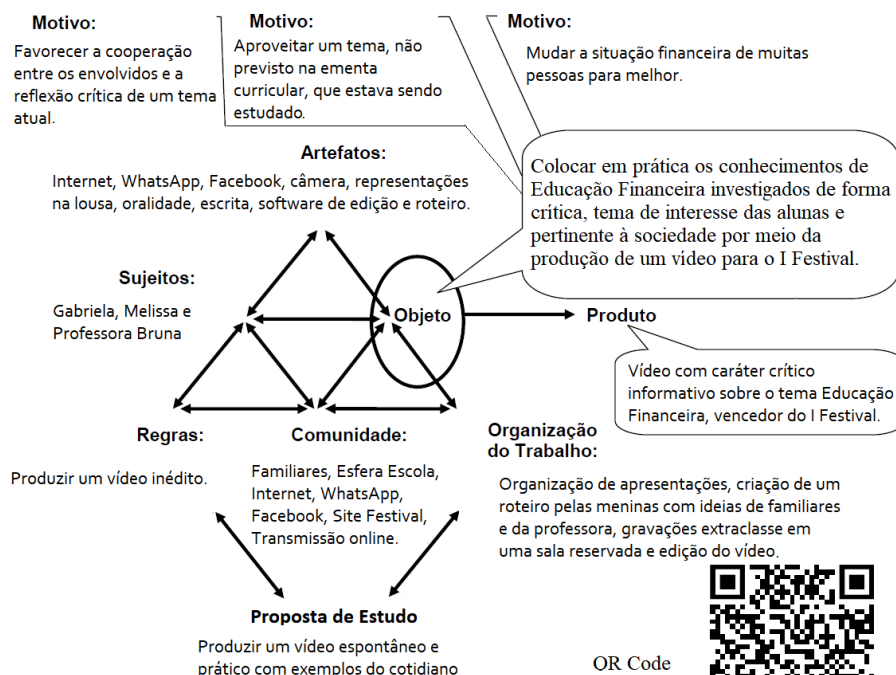 Motivo:
Favorecer a cooperação
entre os envolvidos e a
reflexão crítica de um tema
atual.
Motivo:
Aproveitar um tema, não
previsto na ementa
curricular, que estava sendo
estudado.
Motivo:
Mudar a situação financeira de muitas
pessoas para melhor.
Artefatos:
Internet, WhatsApp, Facebook, câmera, representações
na lousa, oralidade, escrita, software de edição e roteiro.
Colocar em prática os conhecimentos de
Educação Financeira investigados de forma
crítica, tema de interesse das alunas e
pertinente à sociedade por meio da
produção de um vídeo para o I Festival.
Sujeitos:
Gabriela, Melissa e
Professora Bruna
Objeto
Produto
Vídeo com caráter crítico
informativo sobre o tema Educação
Financeira, vencedor do I Festival.
Regras:
Produzir um vídeo inédito.
Comunidade:
Familiares, Esfera Escola,
Internet, WhatsApp,
Facebook, Site Festival,
Transmissão online.
Organização
do Trabalho:
Organização de apresentações, criação de um
roteiro pelas meninas com ideias de familiares
e da professora, gravações extraclasse em
uma sala reservada e edição do vídeo.
Proposta de Estudo
Produzir um vídeo espontâneo e
prático com exemplos do cotidiano
QR Code